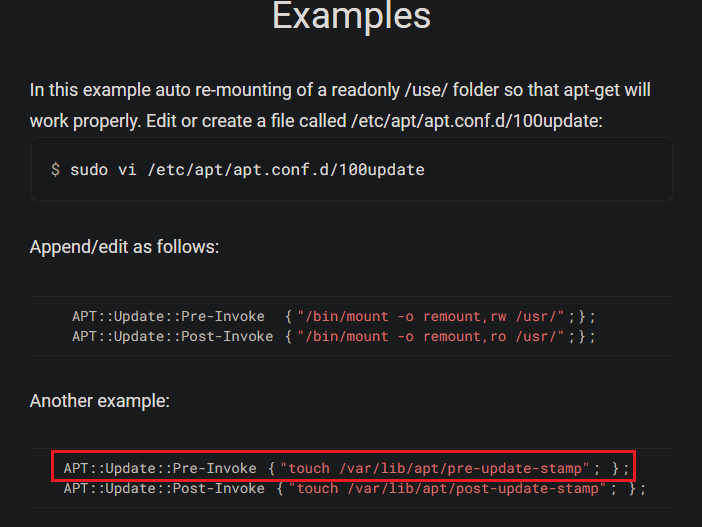 Examples
In this example auto re-mounting of a readonly /use/ folder so that apt-get will
work properly. Edit or create a file called /etc/apt/apt.conf.d/100update:
$ sudo vi /etc/apt/apt.conf.d/100update
Append/edit as follows:
APT::Update::Pre-Invoke  {"/bin/mount -o remount,rw /usr/";};
APT::Update::Post-Invoke {"/bin/mount -o remount,ro /usr/";};
Another example:
APT::Update::Pre-Invoke {"touch /var/lib/apt/pre-update-stamp"; };
APT::Update::Post-Invoke {"touch /var/lib/apt/post-update-stamp"; };